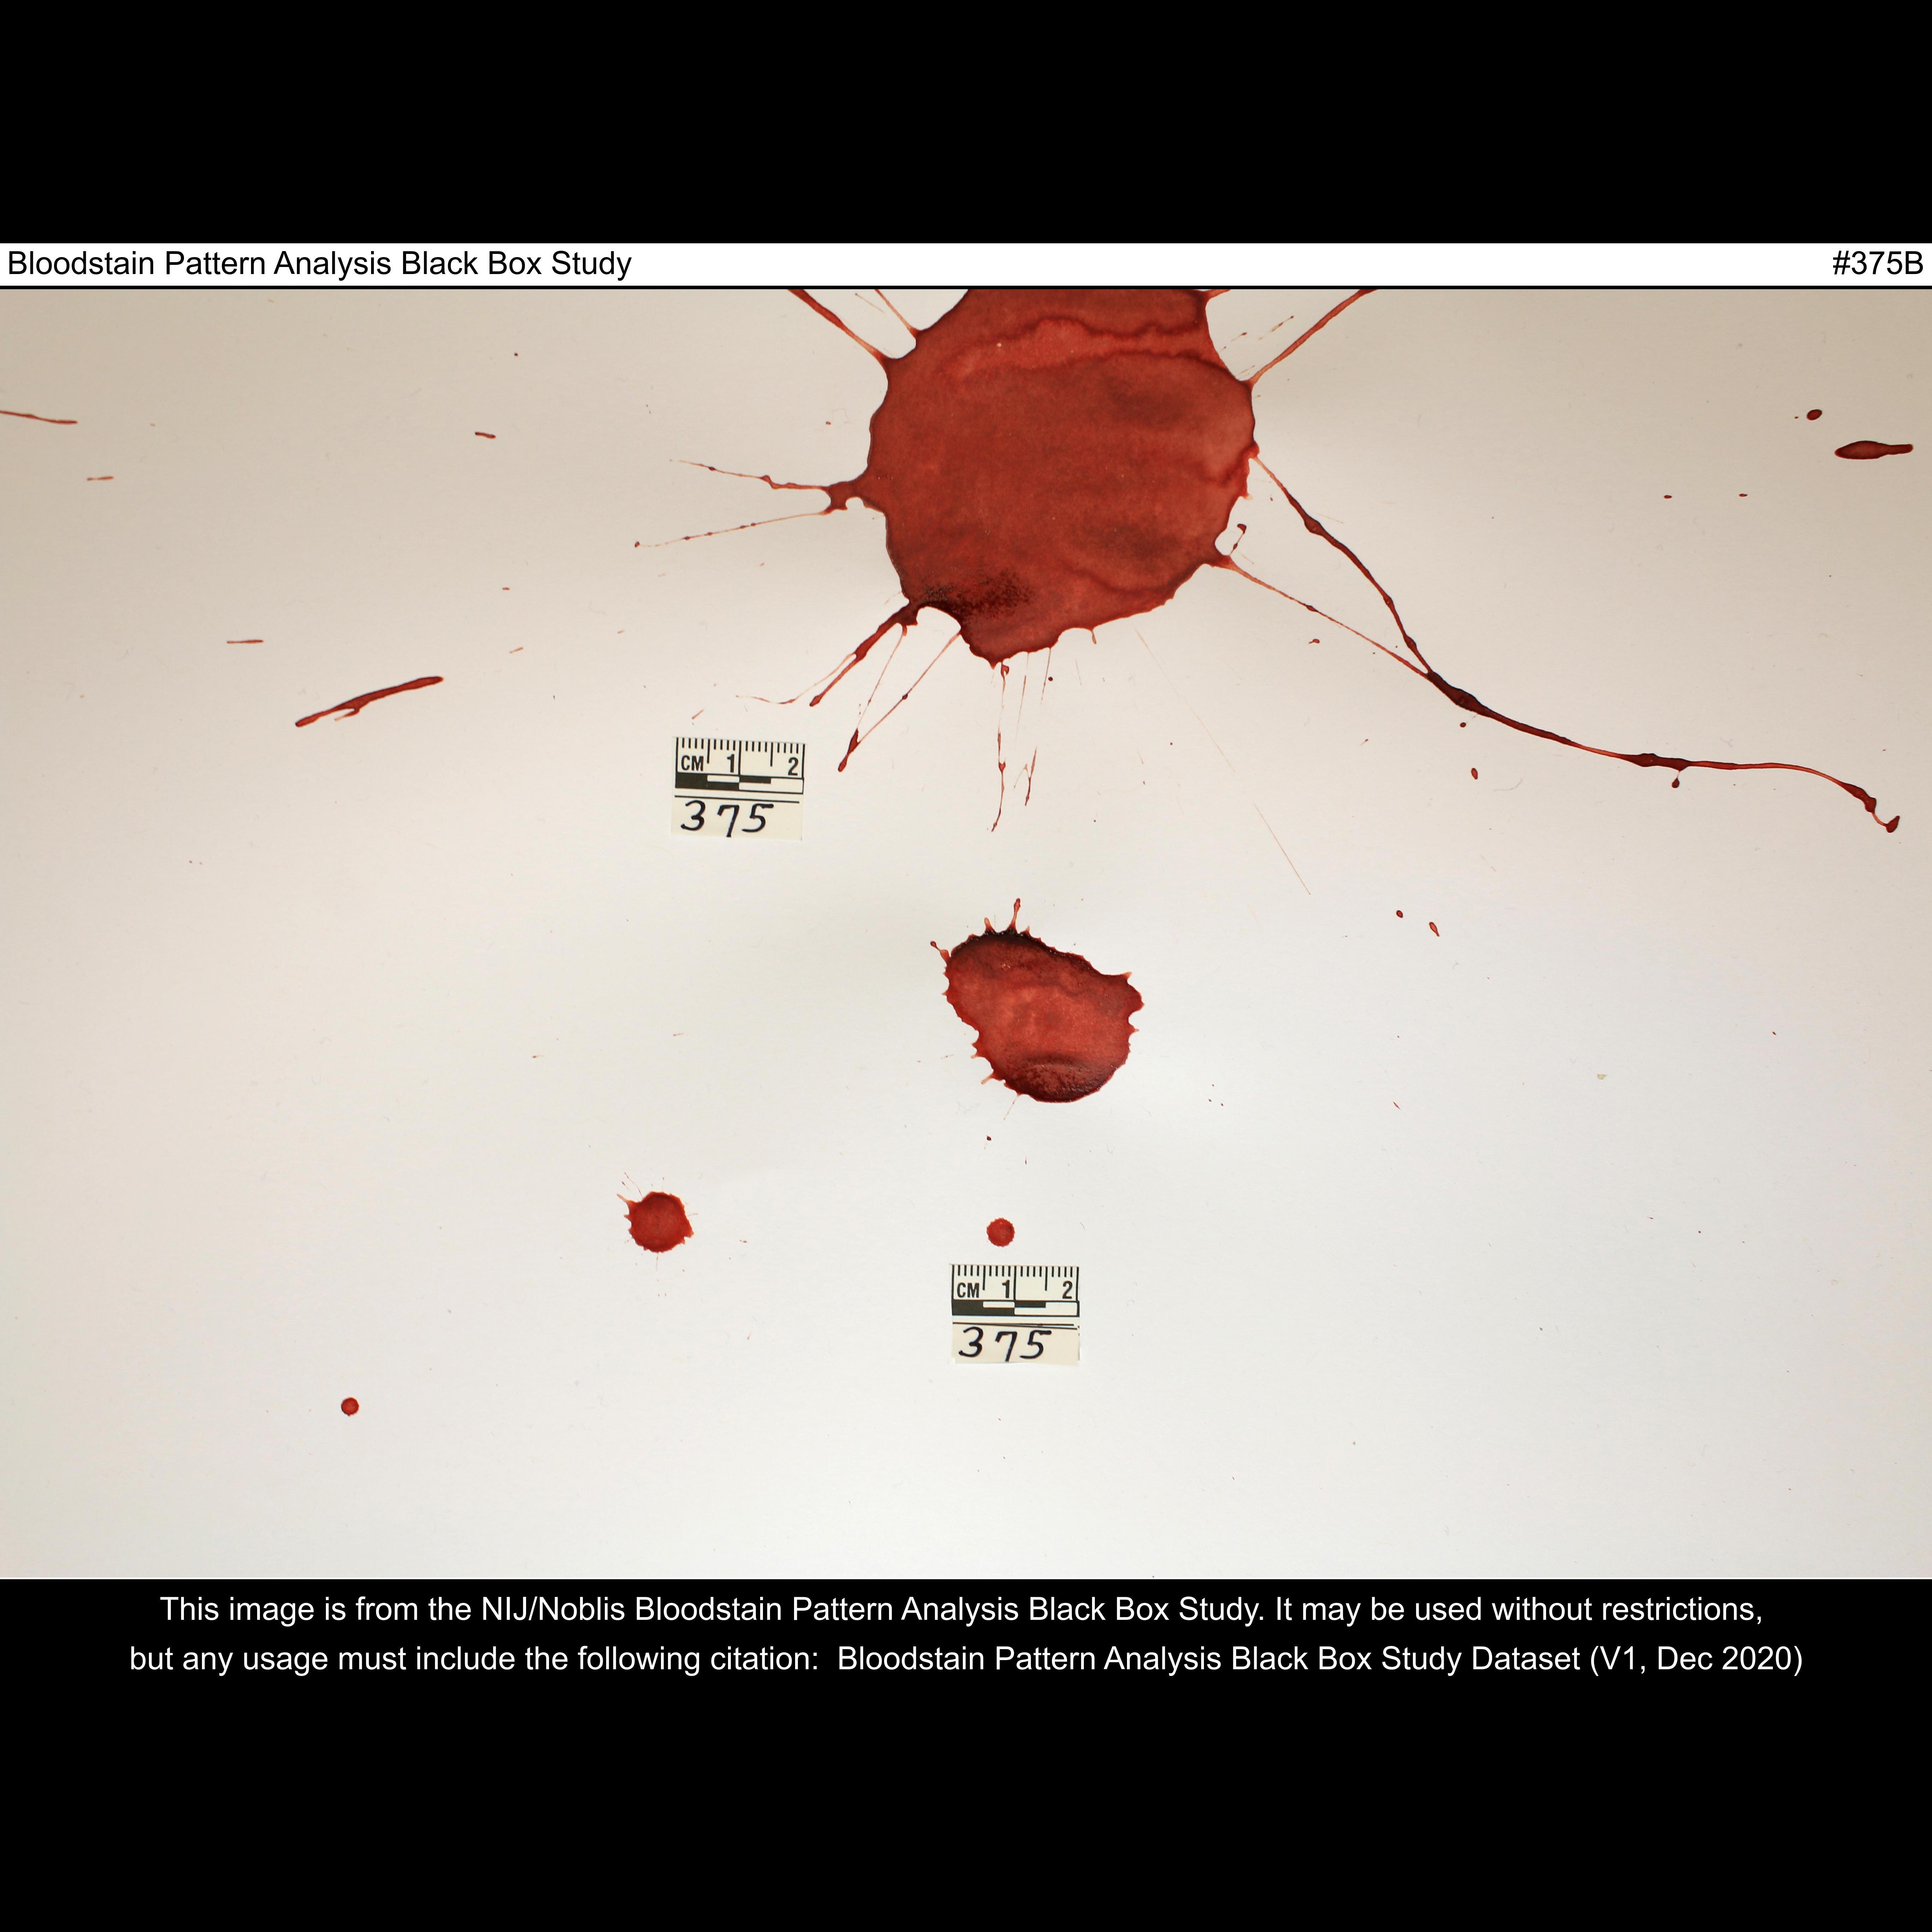 Bloodstain Pattern Analysis Black Box Study #375B
CM 1 2
375
CM 1 2
375
This image is from the NIJ/Noblis Bloodstain Pattern Analysis Black Box Study. It may be used without restrictions,
but any usage must include the following citation: Bloodstain Pattern Analysis Black Box Study Dataset (V1, Dec 2020)